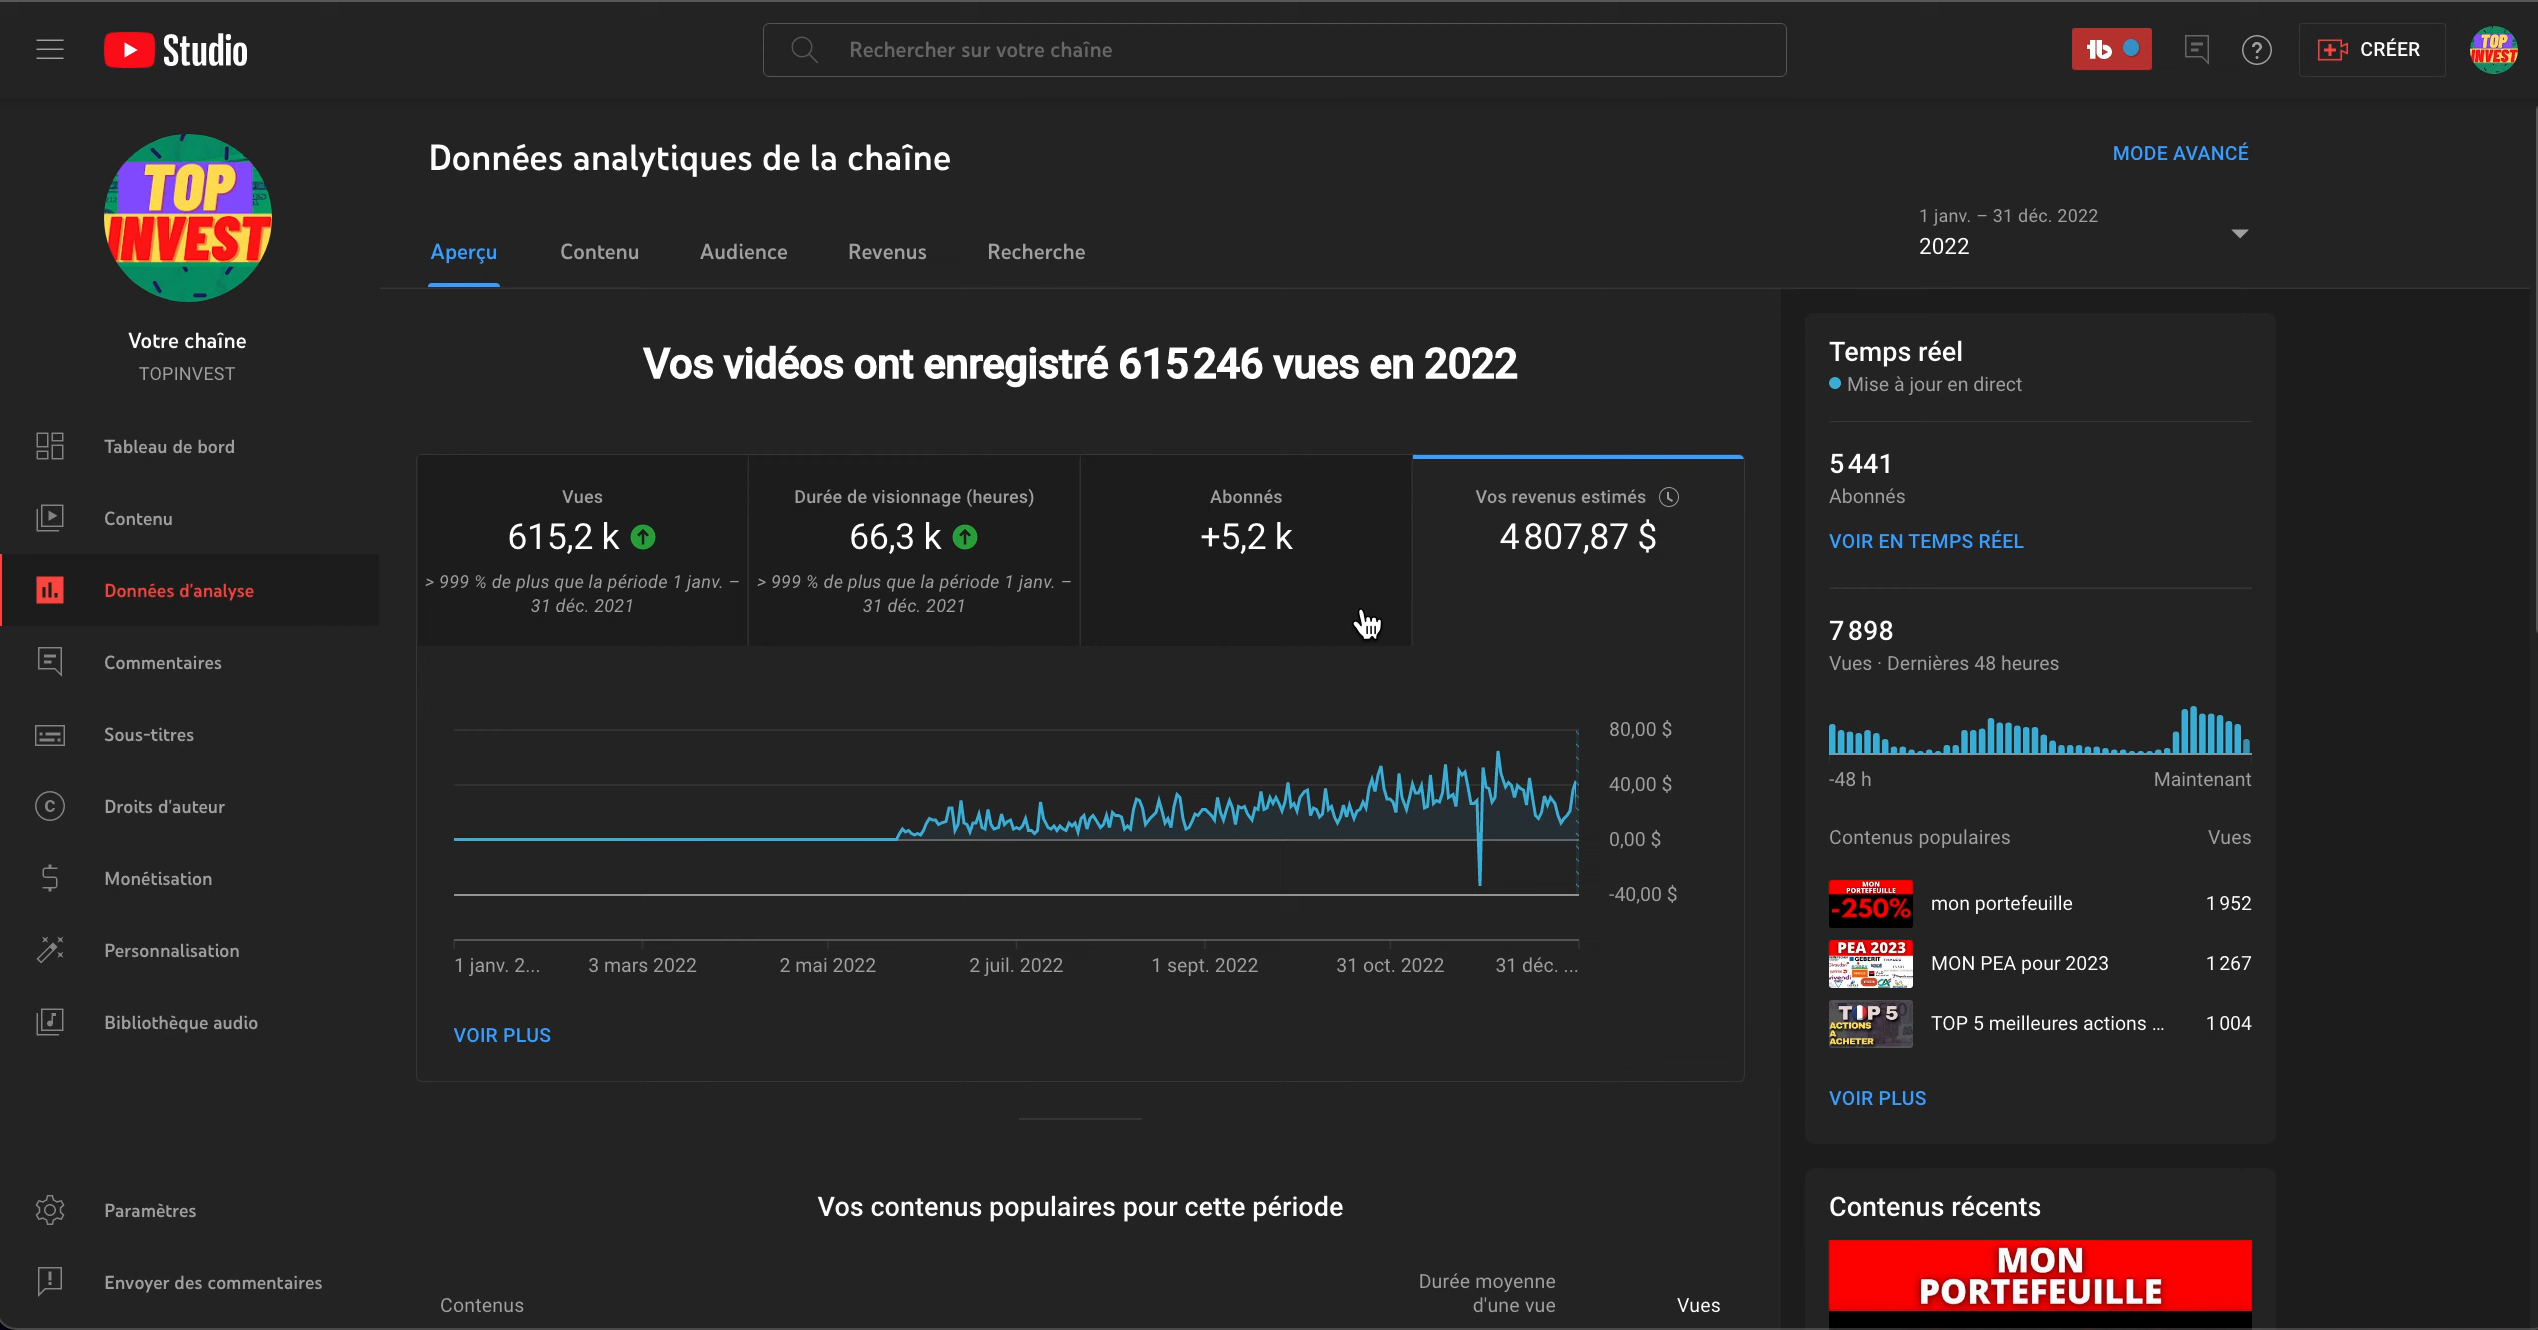 Studio
Rechercher sur votre chaîne
CRÉER
TOP
INVEST
TOP
INVEST
Votre chaîne
TOPINVEST
Tableau de bord
Contenu
Données d'analyse
Commentaires
Sous-titres
Droits d'auteur
Monétisation
Personnalisation
Bibliothèque audio
Paramètres
Envoyer des commentaires
Données analytiques de la chaîne
MODE AVANCÉ
1 janv. – 31 déc. 2022
2022
Aperçu
Contenu
Audience
Revenus
Recherche
Vos vidéos ont enregistré 615 246 vues en 2022
Vues
615,2 k
> 999 % de plus que la période 1 janv. –
31 déc. 2021
Durée de visionnage (heures)
66,3 k
> 999 % de plus que la période 1 janv. –
31 déc. 2021
Abonnés
+5,2 k
Vos revenus estimés
4 807,87 $
80,00 $
40,00 $
0,00 $
-40,00 $
1 janv. 2...
3 mars 2022
2 mai 2022
2 juil. 2022
1 sept. 2022
31 oct. 2022
31 déc. ...
VOIR PLUS
Vos contenus populaires pour cette période
Contenus
Durée moyenne
d'une vue
Vues
Temps réel
Mise à jour en direct
5 441
Abonnés
VOIR EN TEMPS RÉEL
7 898
Vues · Dernières 48 heures
-48 h
Maintenant
Contenus populaires
Vues
MON
PORTEFEUILLE
-250%
mon portefeuille
1 952
PEA 2023
GEBERIT
MON PEA pour 2023
1 267
TOP 5
ACTIONS
A
ACHETER
TOP 5 meilleures actions ...
1 004
VOIR PLUS
Contenus récents
MON
PORTEFEUILLE